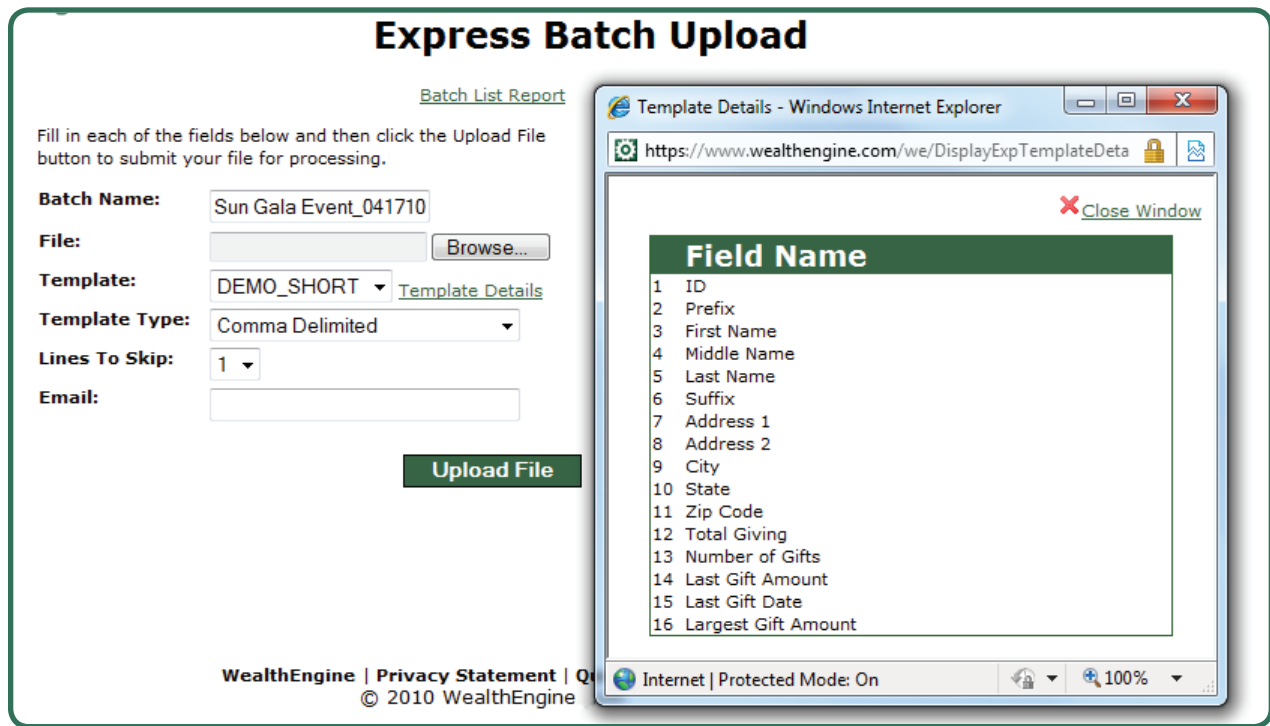 Express Batch Upload
Batch List Report
Fill in each of the fields below and then click the Upload File
button to submit your file for processing.
Batch Name: Sun Gala Event_041710
File: Browse...
Template: DEMO_SHORT Template Details
Template Type: Comma Delimited
Lines To Skip: 1
Email:
Upload File
WealthEngine | Privacy Statement |
© 2010 WealthEngine
Template Details - Windows Internet Explorer
https://www.wealthengine.com/we/DisplayExpTemplateDeta
Close Window
Field Name
1 ID
2 Prefix
3 First Name
4 Middle Name
5 Last Name
6 Suffix
7 Address 1
8 Address 2
9 City
10 State
11 Zip Code
12 Total Giving
13 Number of Gifts
14 Last Gift Amount
15 Last Gift Date
16 Largest Gift Amount
Internet | Protected Mode: On
100%